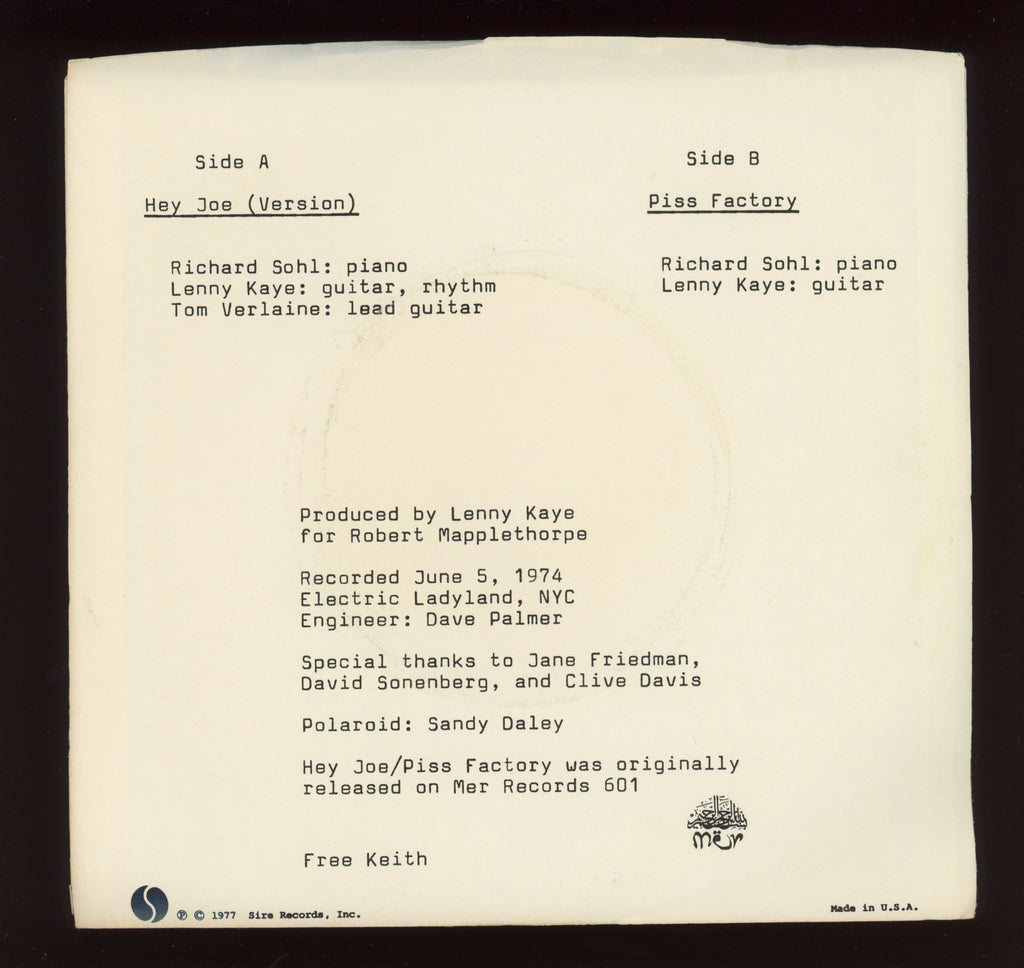 Side A
Hey Joe (Version)
Richard Sohl: piano
Lenny Kaye: guitar, rhythm
Tom Verlaine: lead guitar
Side B
Piss Factory
Richard Sohl: piano
Lenny Kaye: guitar
Produced by Lenny Kaye
for Robert Mapplethorpe
Recorded June 5, 1974
Electric Ladyland, NYC
Engineer: Dave Palmer
Special thanks to Jane Friedman,
David Sonenberg, and Clive Davis
Polaroid: Sandy Daley
Hey Joe/Piss Factory was originally
released on Mer Records 601
mër
Free Keith
℗ © 1977 Sire Records, Inc.
Made in U.S.A.